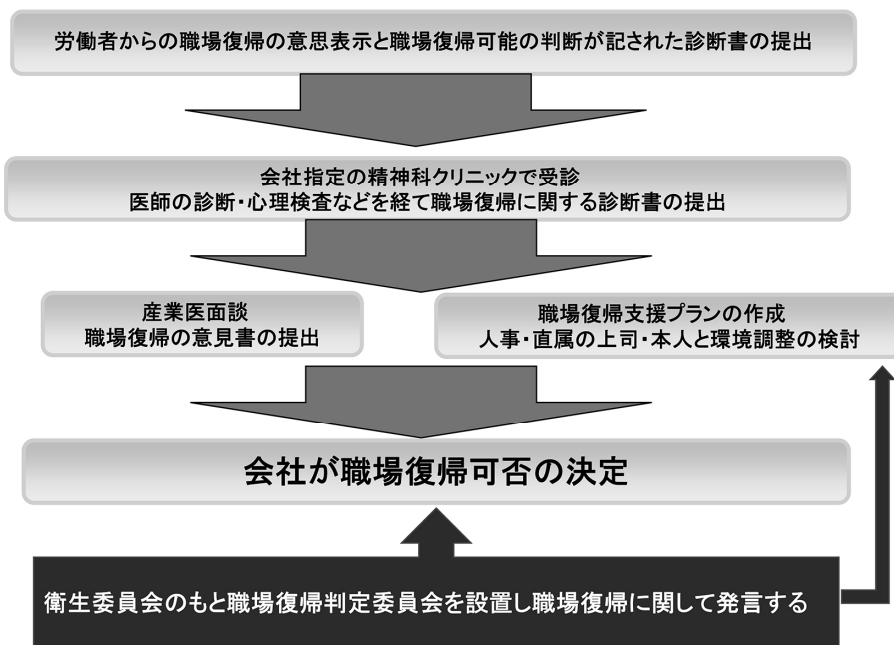 労働者からの職場復帰の意思表示と職場復帰可能の判断が記された診断書の提出
会社指定の精神科クリニックで受診
医師の診断・心理検査などを経て職場復帰に関する診断書の提出
産業医面談
職場復帰の意見書の提出
職場復帰支援プランの作成
人事・直属の上司・本人と環境調整の検討
会社が職場復帰可否の決定
衛生委員会のもと職場復帰判定委員会を設置し職場復帰に関して発言する